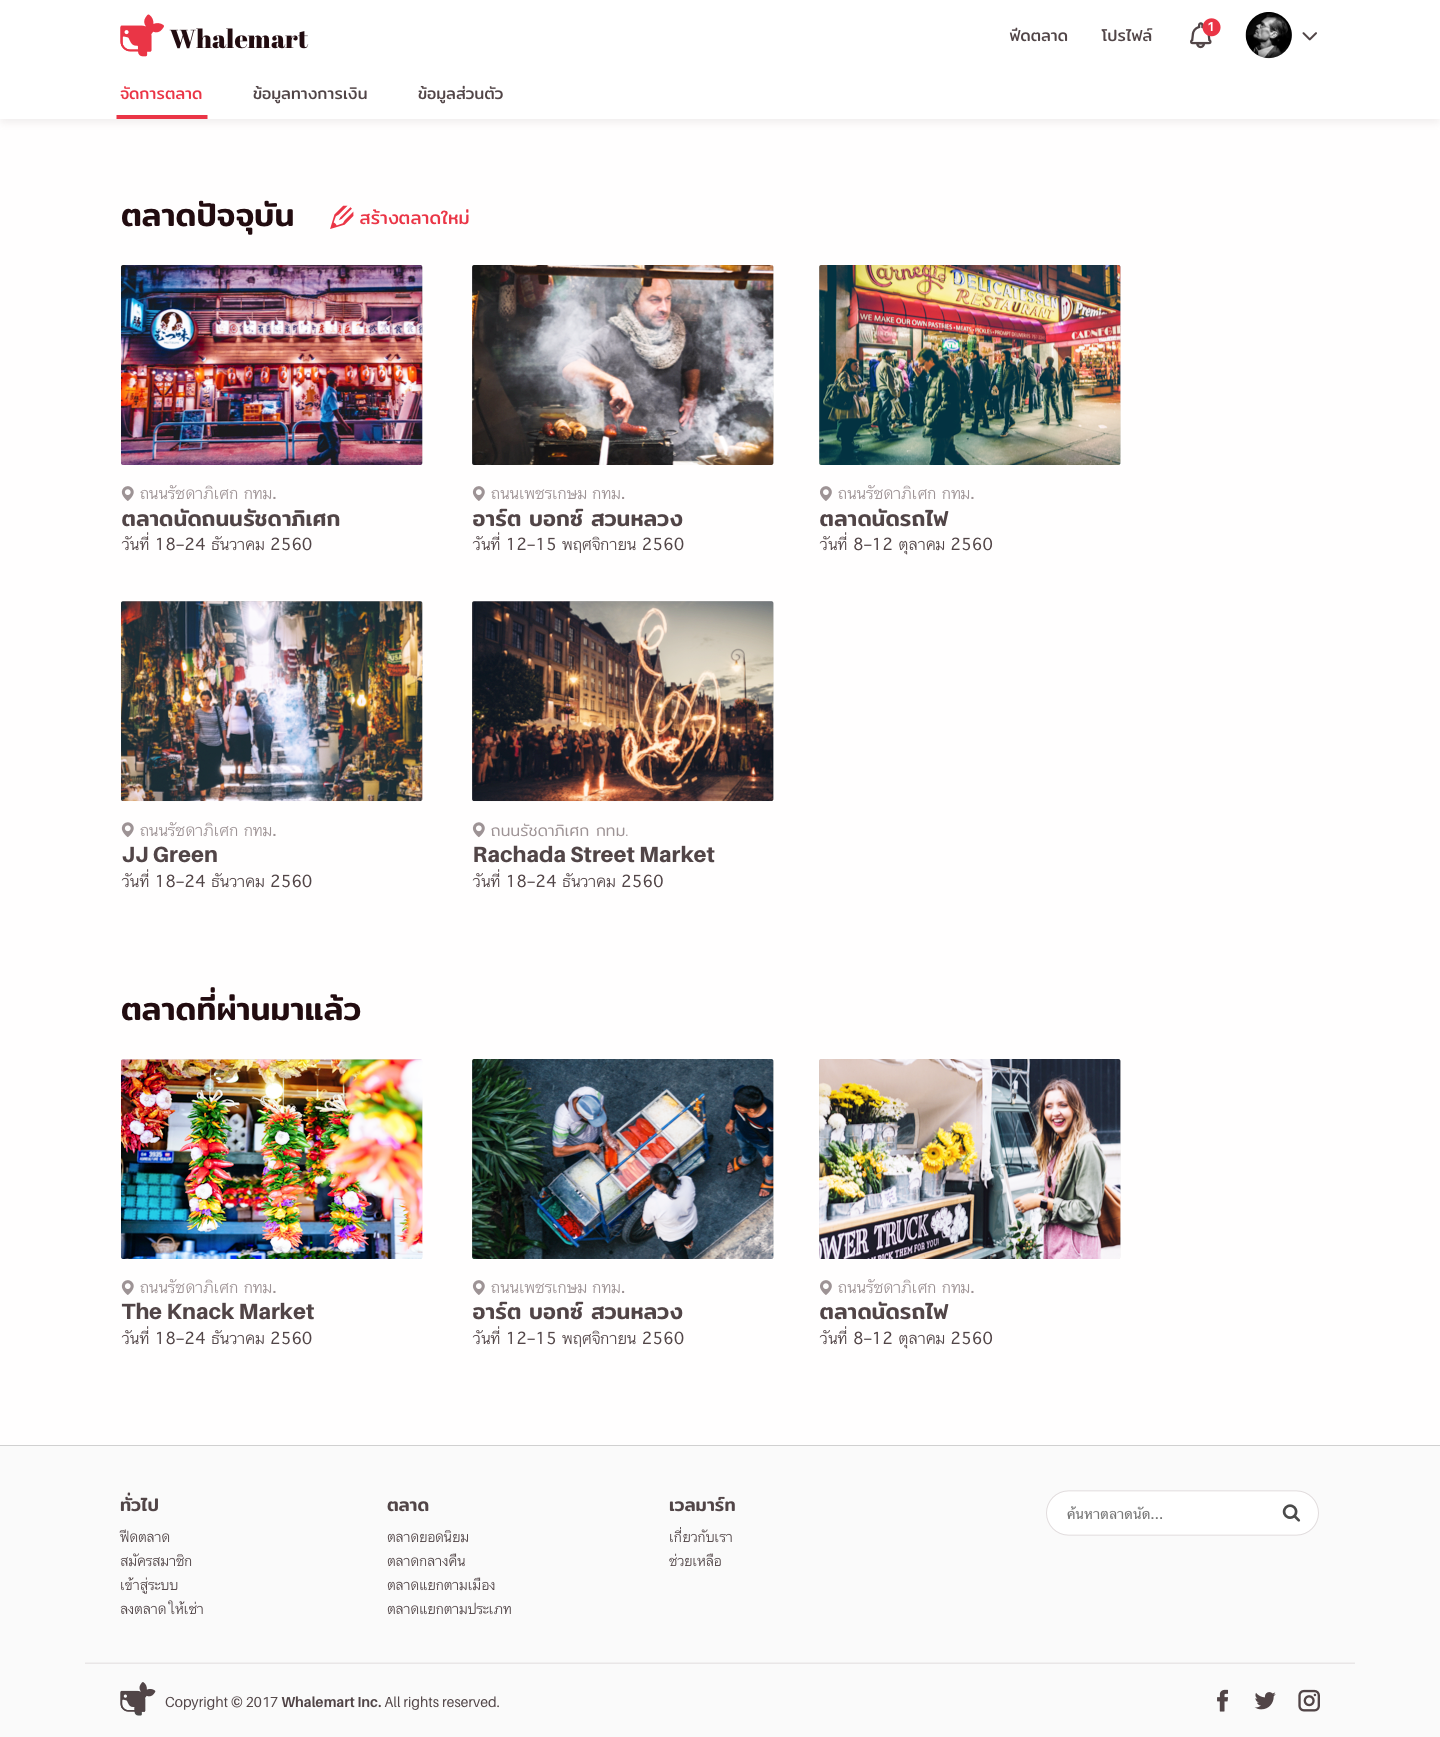 Whalemart
ฟีดตลาด
โปรไฟล์
1
จัดการตลาด
ข้อมูลทางการเงิน
ข้อมูลส่วนตัว
ตลาดปัจจุบัน
สร้างตลาดใหม่
Carnegie DELICATESSEN
RESTAURANT
WE MAKE OUR OWN PASTRIES
CARNEGIE
ถนนรัชดาภิเศก กทม.
ถนนเพชรเกษม กทม.
ถนนรัชดาภิเศก กทม.
ตลาดนัดถนนรัชดาภิเศก
อาร์ต บอกซ์ สวนหลวง
ตลาดนัดรถไฟ
วันที่ 18–24 ธันวาคม 2560
วันที่ 12–15 พฤศจิกายน 2560
วันที่ 8–12 ตุลาคม 2560
ถนนรัชดาภิเศก กทม.
ถนนรัชดาภิเศก กทม.
JJ Green
Rachada Street Market
วันที่ 18–24 ธันวาคม 2560
วันที่ 18–24 ธันวาคม 2560
ตลาดที่ผ่านมาแล้ว
OWER TRUCK
PICK THEM FOR YOU!
ถนนรัชดาภิเศก กทม.
ถนนเพชรเกษม กทม.
ถนนรัชดาภิเศก กทม.
The Knack Market
อาร์ต บอกซ์ สวนหลวง
ตลาดนัดรถไฟ
วันที่ 18–24 ธันวาคม 2560
วันที่ 12–15 พฤศจิกายน 2560
วันที่ 8–12 ตุลาคม 2560
ทั่วไป
ฟีดตลาด
สมัครสมาชิก
เข้าสู่ระบบ
ลงตลาดให้เช่า
ตลาด
ตลาดยอดนิยม
ตลาดกลางคืน
ตลาดแยกตามเมือง
ตลาดแยกตามประเภท
เวลมาร์ท
เกี่ยวกับเรา
ช่วยเหลือ
ค้นหาตลาดนัด...
Copyright © 2017 Whalemart Inc. All rights reserved.